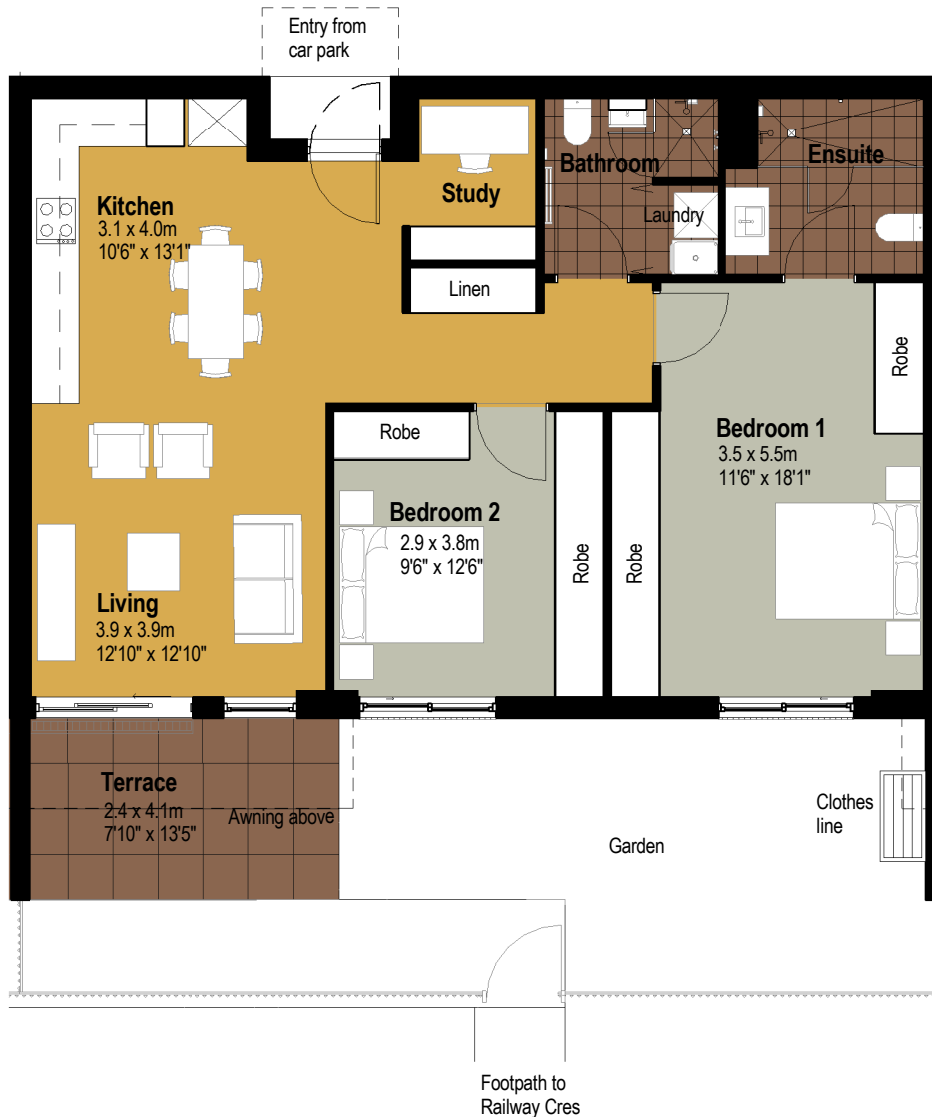 Entry from
car park
Kitchen
3.1 x 4.0m
10'6" x 13'1"
Study
Bathroom
Laundry
Ensuite
Linen
Robe
Bedroom 1
3.5 x 5.5m
11'6" x 18'1"
Robe
Bedroom 2
2.9 x 3.8m
9'6" x 12'6"
Robe
Robe
Living
3.9 x 3.9m
12'10" x 12'10"
Terrace
2.4 x 4.1m
7'10" x 13'5"
Awning above
Garden
Clothes
line
Footpath to
Railway Cres